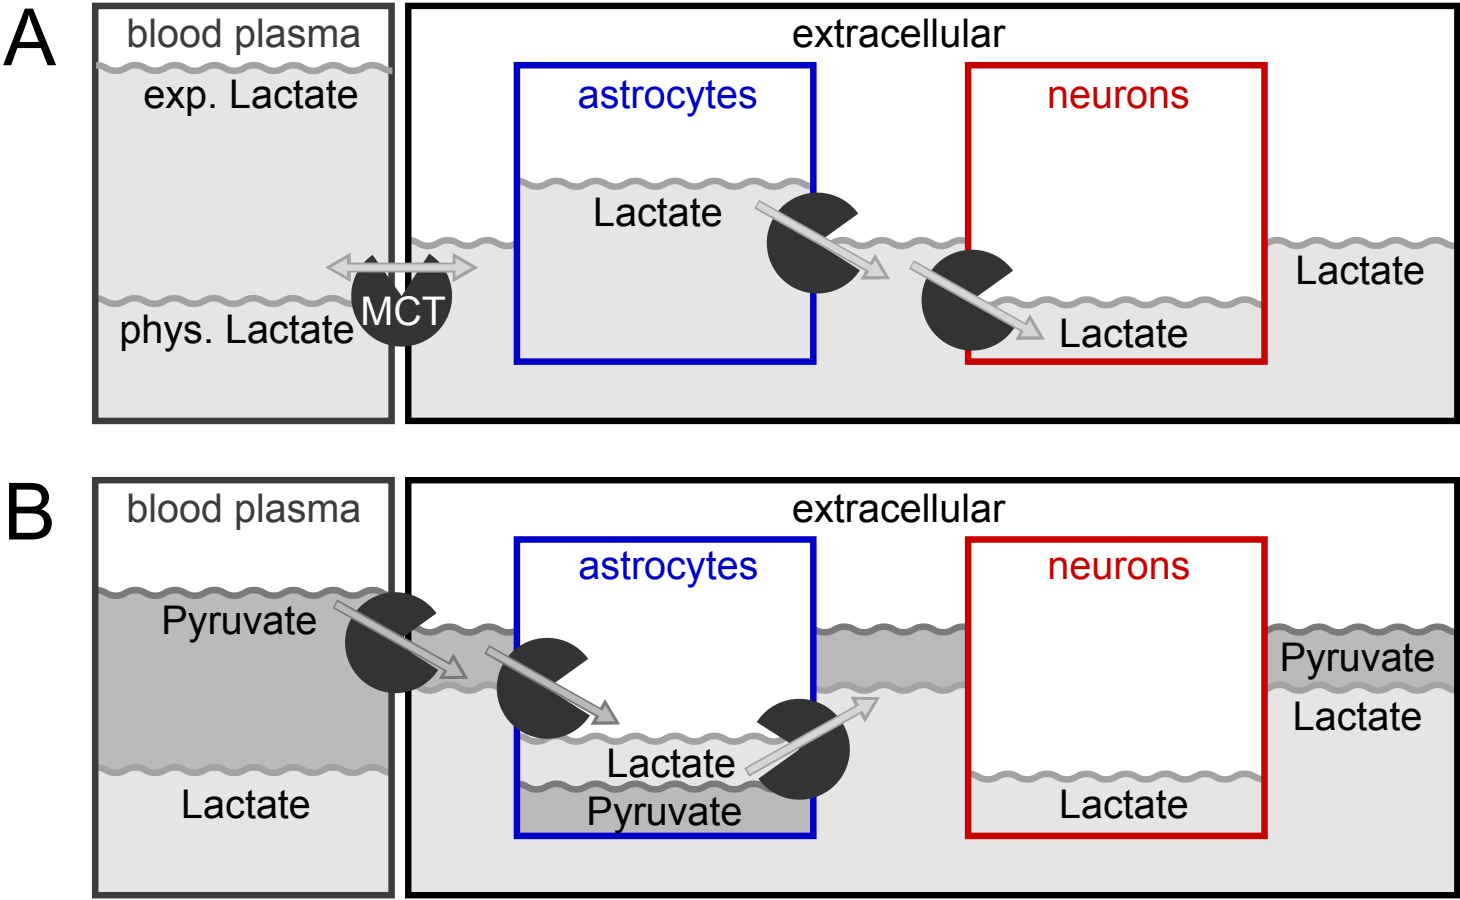 A
blood plasma
extracellular
exp. Lactate
astrocytes
neurons
Lactate
Lactate
MCT
phys. Lactate
Lactate
B
blood plasma
extracellular
astrocytes
neurons
Pyruvate
Pyruvate
Lactate
Lactate
Lactate
Pyruvate
Lactate